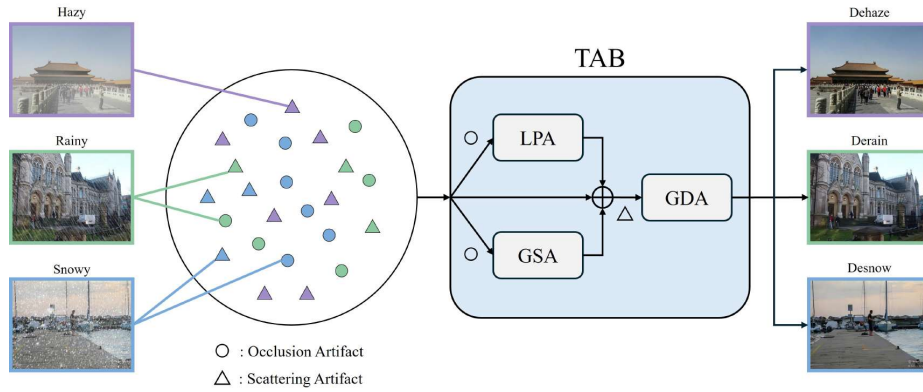 Hazy
Rainy
Snowy
: Occlusion Artifact
: Scattering Artifact
TAB
LPA
GSA
GDA
Dehaze
Derain
Desnow